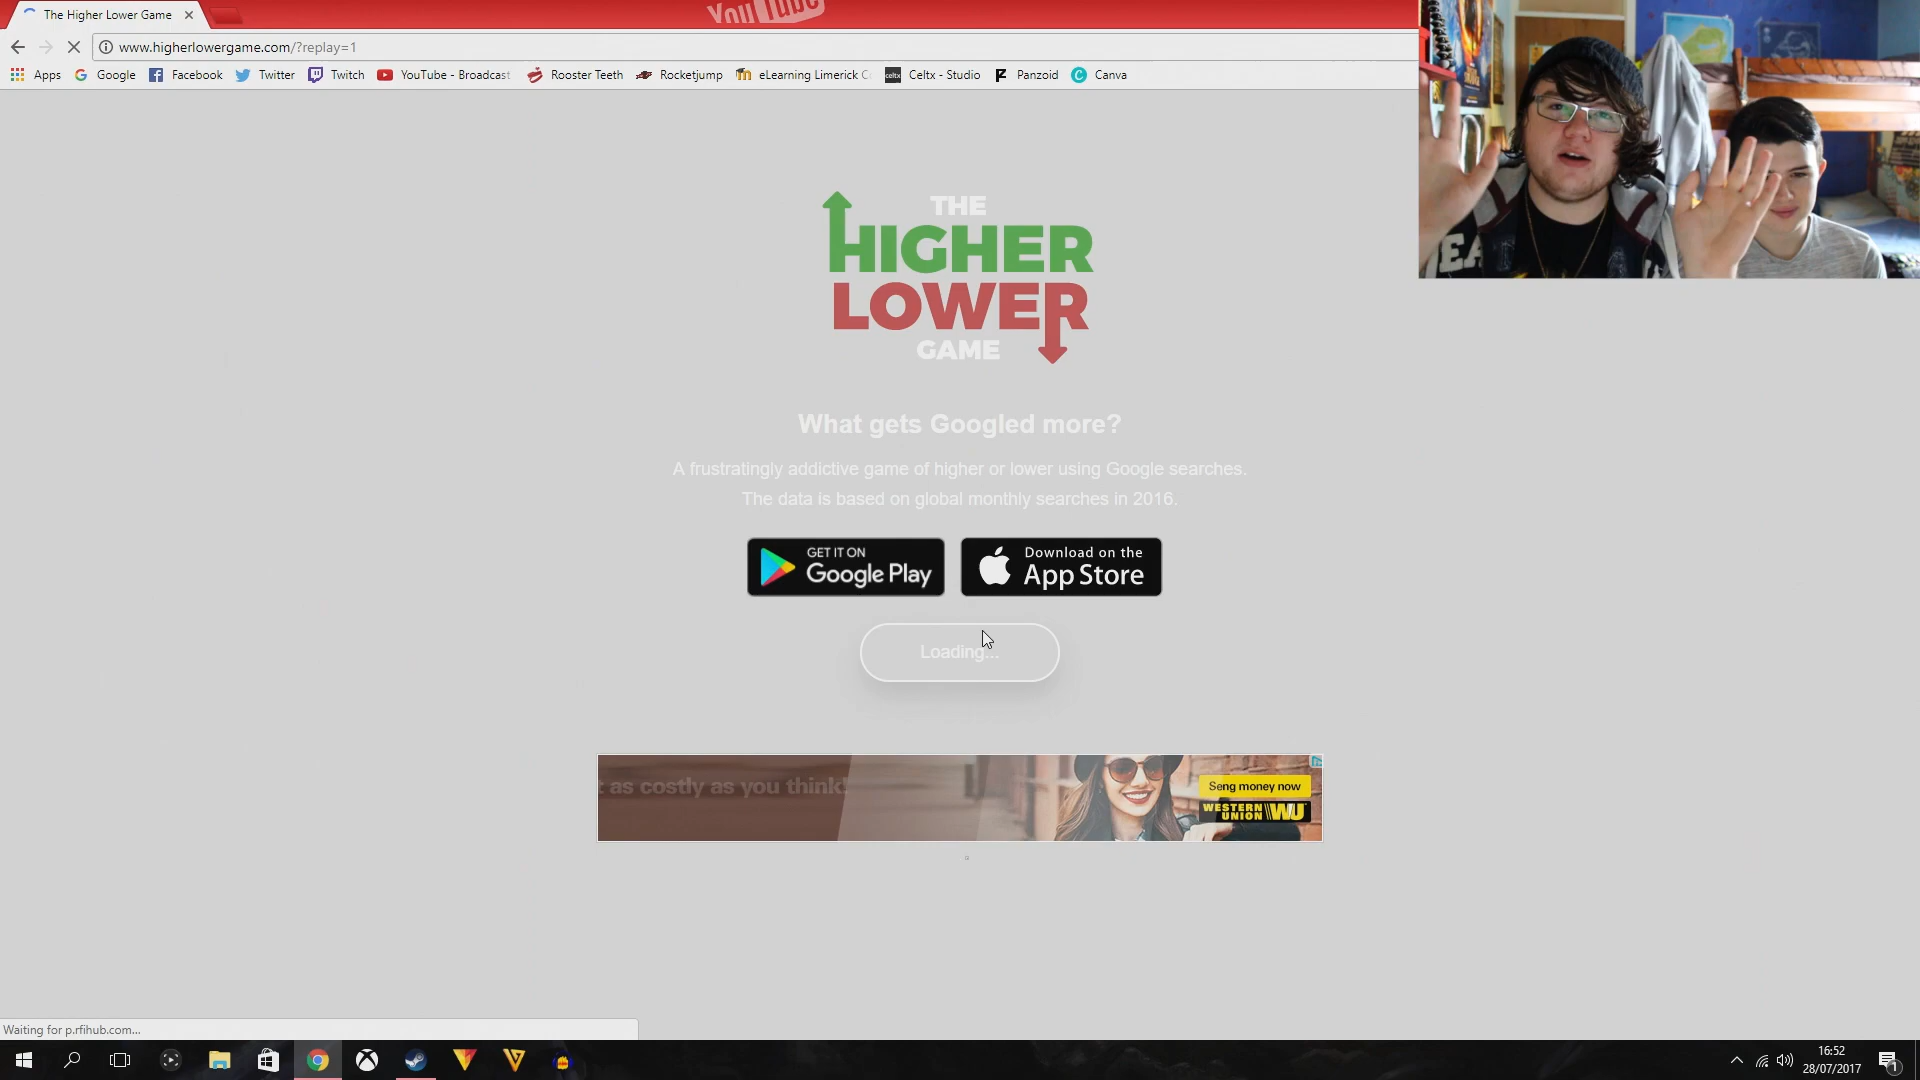 YouTube
The Higher Lower Game
www.higherlowergame.com/?replay=1
Apps Google Facebook Twitter Twitch YouTube - Broadcast Rooster Teeth Rocketjump eLearning Limerick C celtx Celtx - Studio Panzoid Canva
THE
HIGHER
LOWER
GAME
What gets Googled more?
A frustratingly addictive game of higher or lower using Google searches.
The data is based on global monthly searches in 2016.
GET IT ON
Google Play
Download on the
App Store
Loading...
t as costly as you think!
Seng money now
WESTERN
UNION WU
Waiting for p.rfihub.com...
16:52
28/07/2017
1